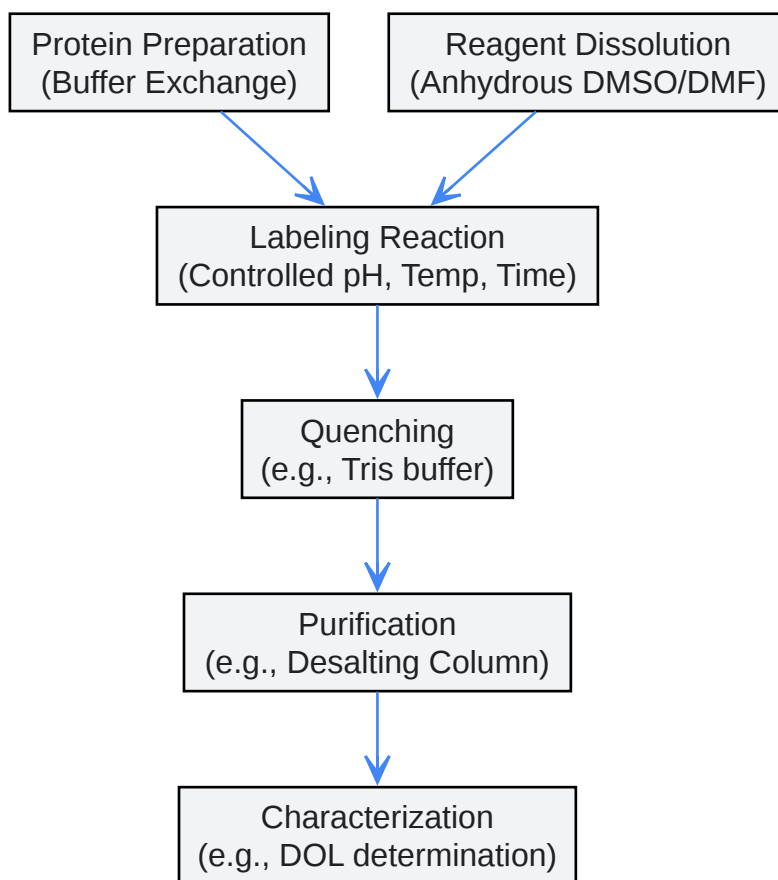 Protein Preparation
(Buffer Exchange)
Reagent Dissolution
(Anhydrous DMSO/DMF)
Labeling Reaction
(Controlled pH, Temp, Time)
Quenching
(e.g., Tris buffer)
Purification
(e.g., Desalting Column)
Characterization
(e.g., DOL determination)